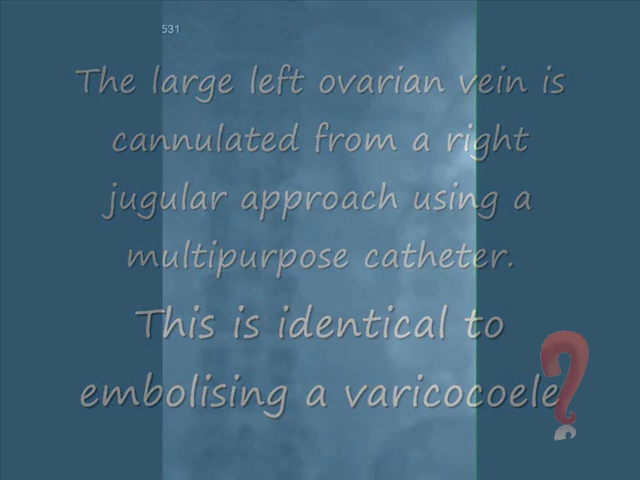 531
The large left ovarian vein is
cannulated from a right
jugular approach using a
multipurpose catheter.
This is identical to
embolising a varicocoele
?